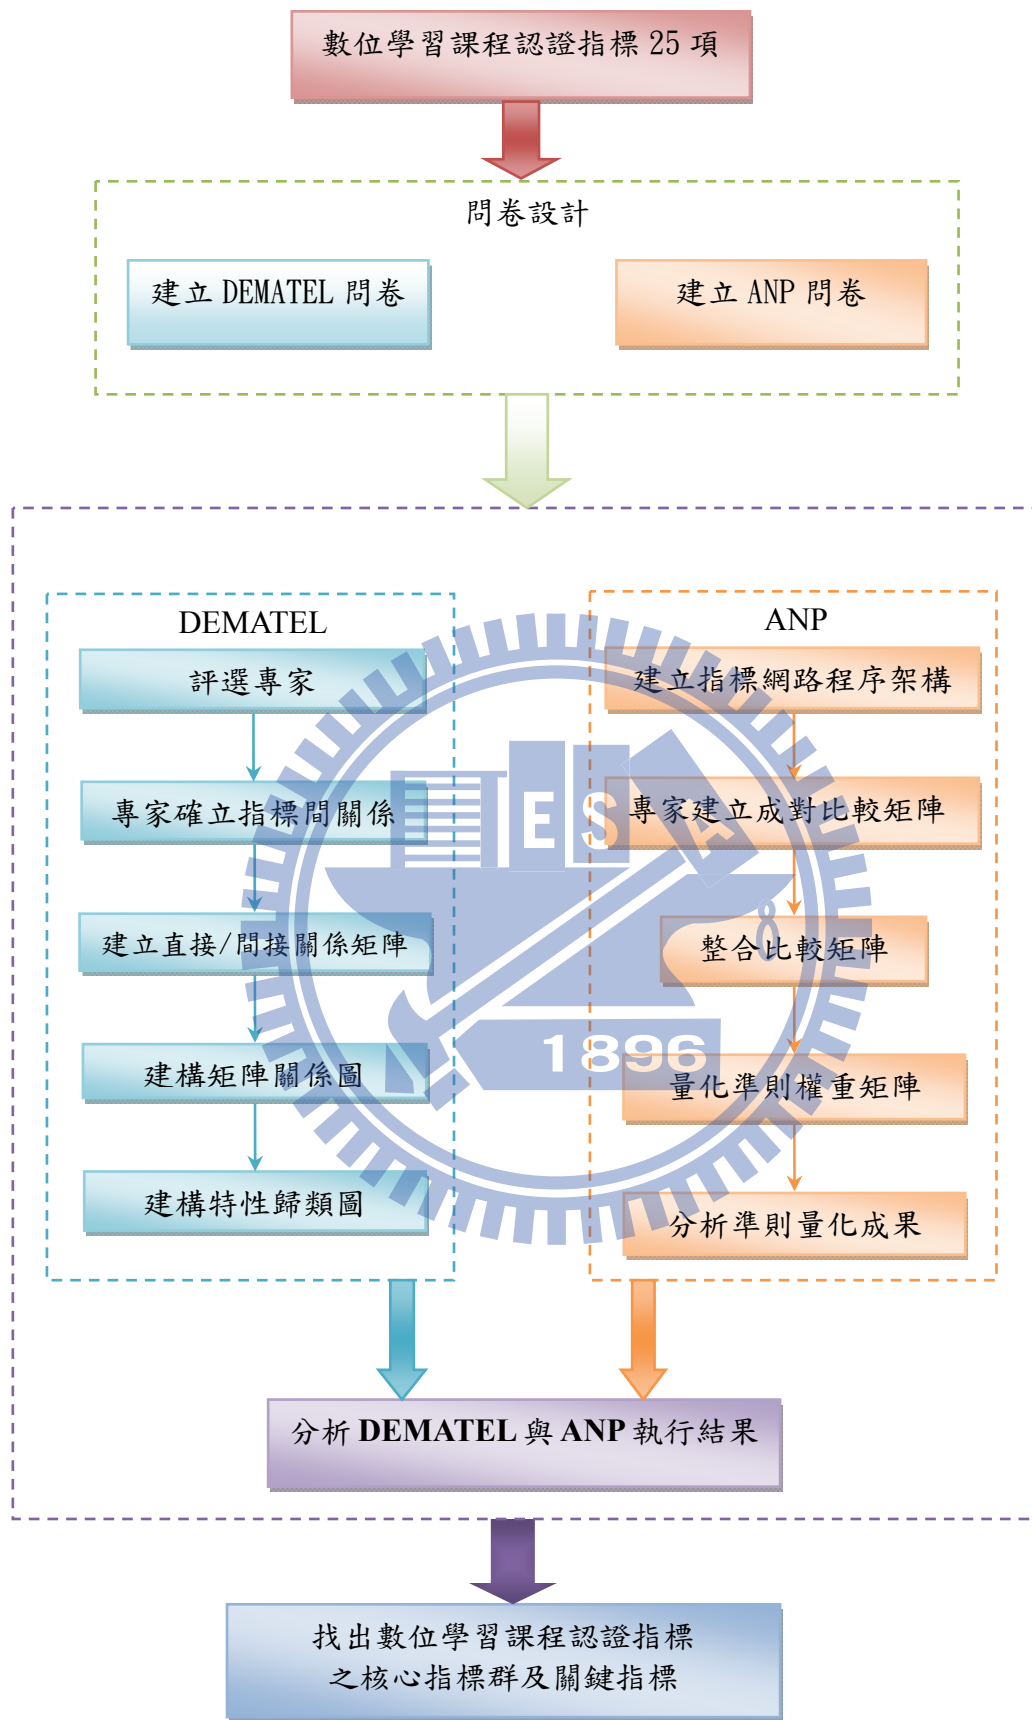 數位學習課程認證指標 25 項
問卷設計
建立 DEMATEL 問卷
建立 ANP 問卷
DEMATEL
評選專家
專家確立指標間關係
建立直接/間接關係矩陣
建構矩陣關係圖
建構特性歸類圖
ANP
建立指標網路程序架構
專家建立成對比較矩陣
整合比較矩陣
量化準則權重矩陣
分析準則量化成果
E S A
8
1896
分析 DEMATEL 與 ANP 執行結果
找出數位學習課程認證指標
之核心指標群及關鍵指標